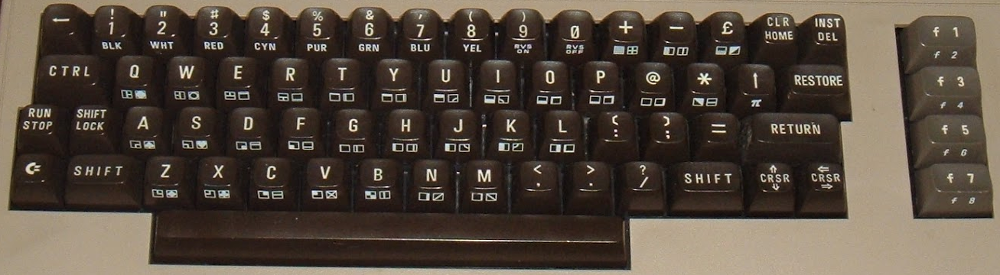 ← ! 1 BLK " 2 WHT # 3 RED $ 4 CYN % 5 PUR & 6 GRN ' 7 BLU ( 8 YEL ) 9 RVS ON 0 RVS OFF + − £ CLR HOME INST DEL f 1 f 2
CTRL Q W E R T Y U I O P @ * ↑ π RESTORE f 3 f 4
RUN STOP SHIFT LOCK A S D F G H J K L [ : ] ; = RETURN f 5 f 6
C= SHIFT Z X C V B N M < , > . ? / SHIFT ⇑ CRSR ⇓ ⇐ CRSR ⇒ f 7 f 8